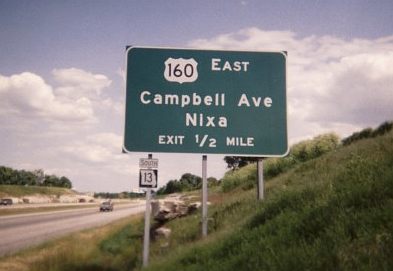 160 EAST
Campbell Ave
Nixa
EXIT 1/2 MILE
SOUTH
13